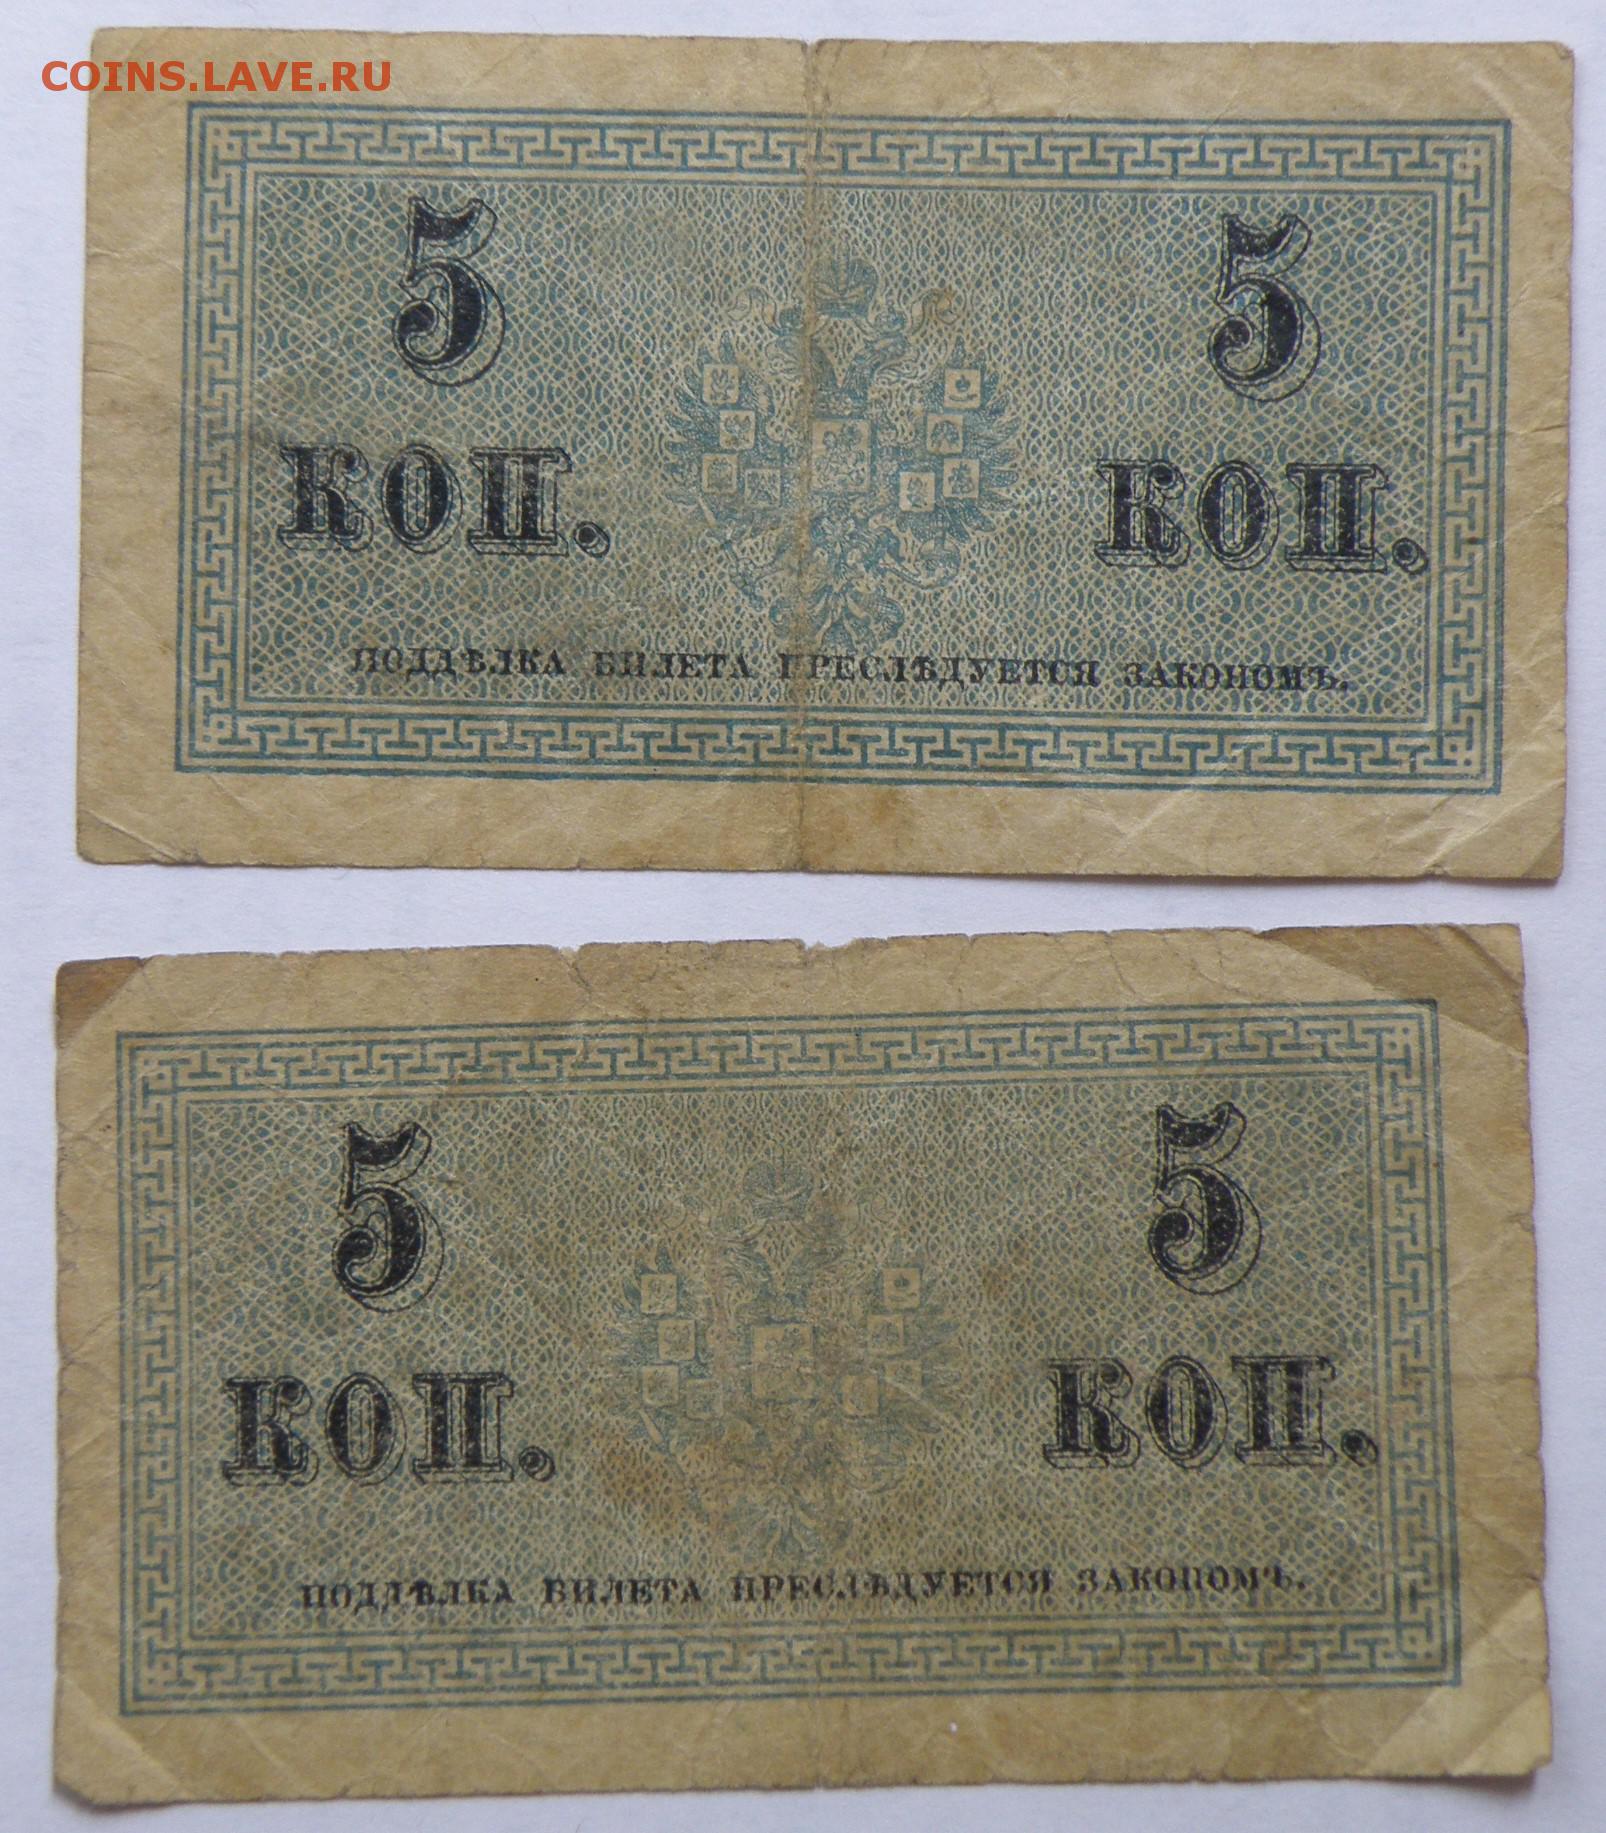 COINS.LAVE.RU
5 5
КОП. КОП.
ПОДДѢЛКА БИЛЕТА ПРЕСЛѢДУЕТСЯ ЗАКОНОМЪ.
5 5
КОП. КОП.
ПОДДѢЛКА БИЛЕТА ПРЕСЛѢДУЕТСЯ ЗАКОНОМЪ.